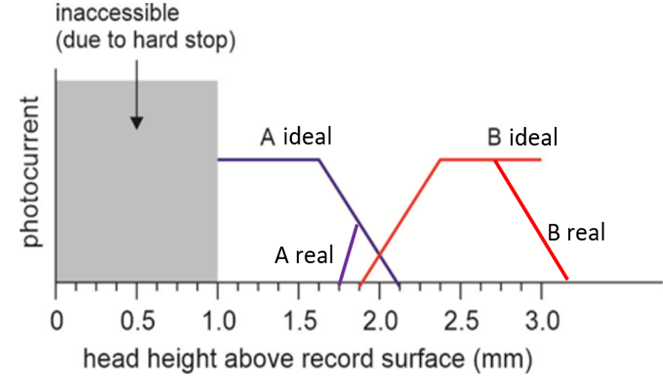 inaccessible
(due to hard stop)
photocurrent
A ideal
B ideal
A real
B real
0 0.5 1.0 1.5 2.0 2.5 3.0
head height above record surface (mm)